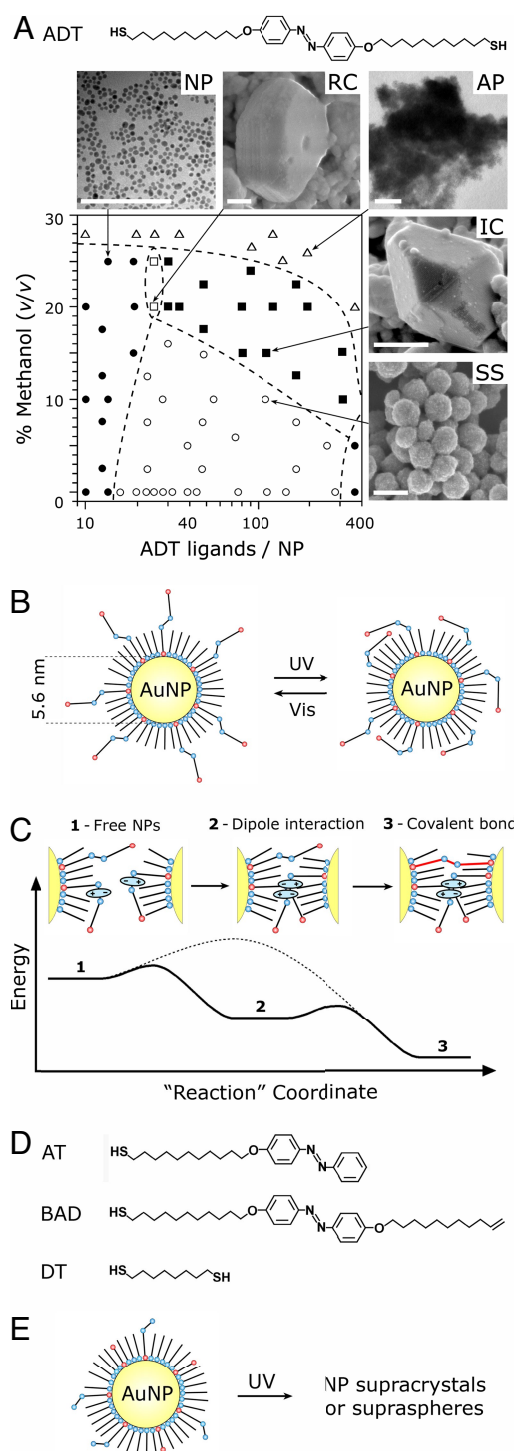 A
ADT
HS
O
N
N
O
SH
NP
RC
AP
IC
SS
% Methanol (v/v)
30
20
10
0
10
40
100
400
ADT ligands / NP
B
5.6 nm
AuNP
UV
Vis
AuNP
C
1 - Free NPs
2 - Dipole interaction
3 - Covalent bond
+ -
+ -
+ -
+ -
+ -
+ -
Energy
1
2
3
"Reaction" Coordinate
D
AT
HS
O
N
N
BAD
HS
O
N
N
O
DT
HS
SH
E
AuNP
UV
NP supracrystals
or supraspheres